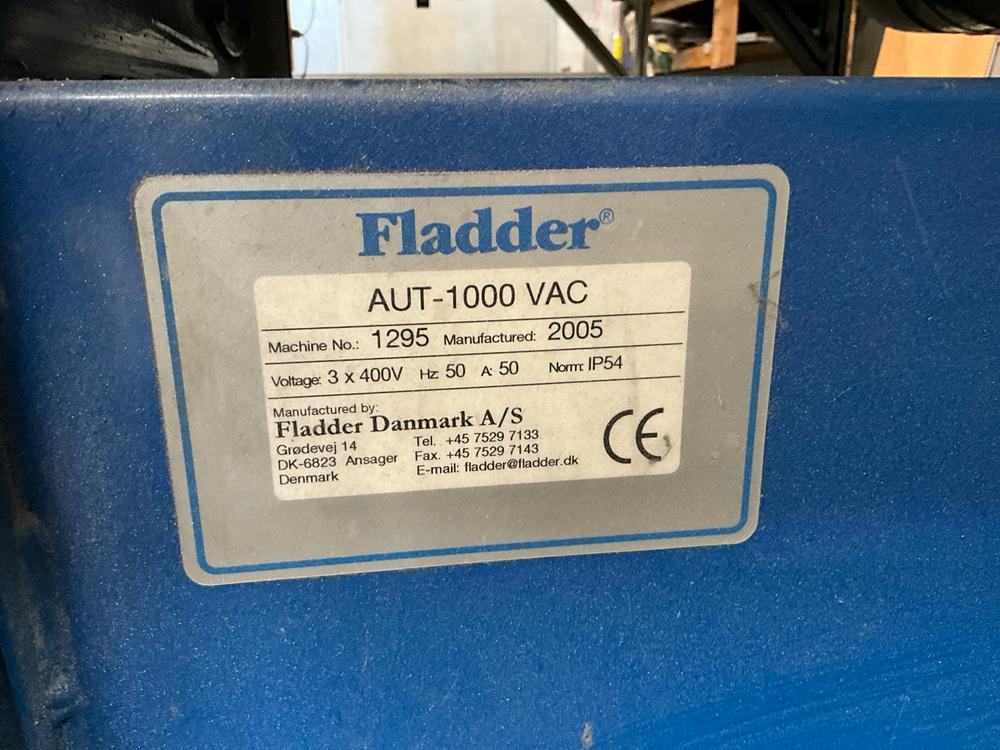 Fladder®
AUT-1000 VAC
Machine No.: 1295 Manufactured: 2005
Voltage: 3 x 400V Hz: 50 A: 50 Norm: IP54
Manufactured by:
Fladder Danmark A/S
Grødevej 14 Tel. +45 7529 7133
DK-6823 Ansager Fax. +45 7529 7143
Denmark E-mail: fladder@fladder.dk
CE